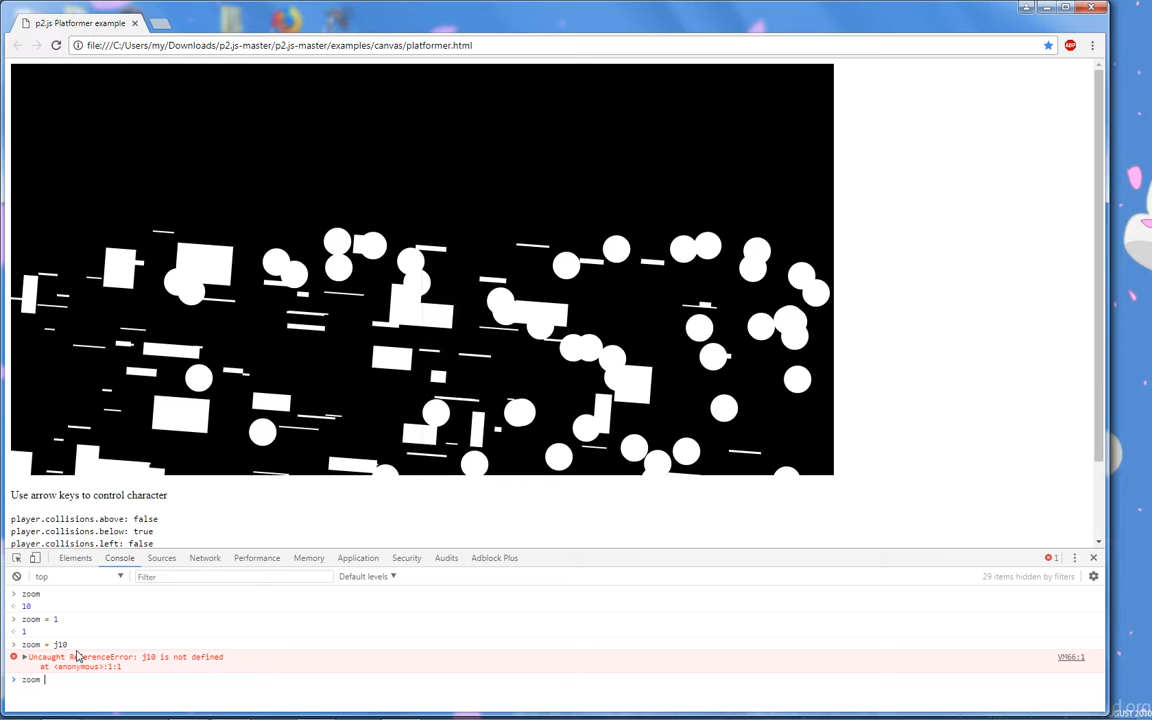 p2.js Platformer example
file:///C:/Users/my/Downloads/p2.js-master/p2.js-master/examples/canvas/platformer.html
ABP
Use arrow keys to control character
player.collisions.above: false
player.collisions.below: true
player.collisions.left: false
Elements Console Sources Network Performance Memory Application Security Audits Adblock Plus 1
top Filter Default levels 29 items hidden by filters
zoom
10
zoom = 1
1
zoom = j10
Uncaught ReferenceError: j10 is not defined VM66:1
at <anonymous>:1:1
zoom